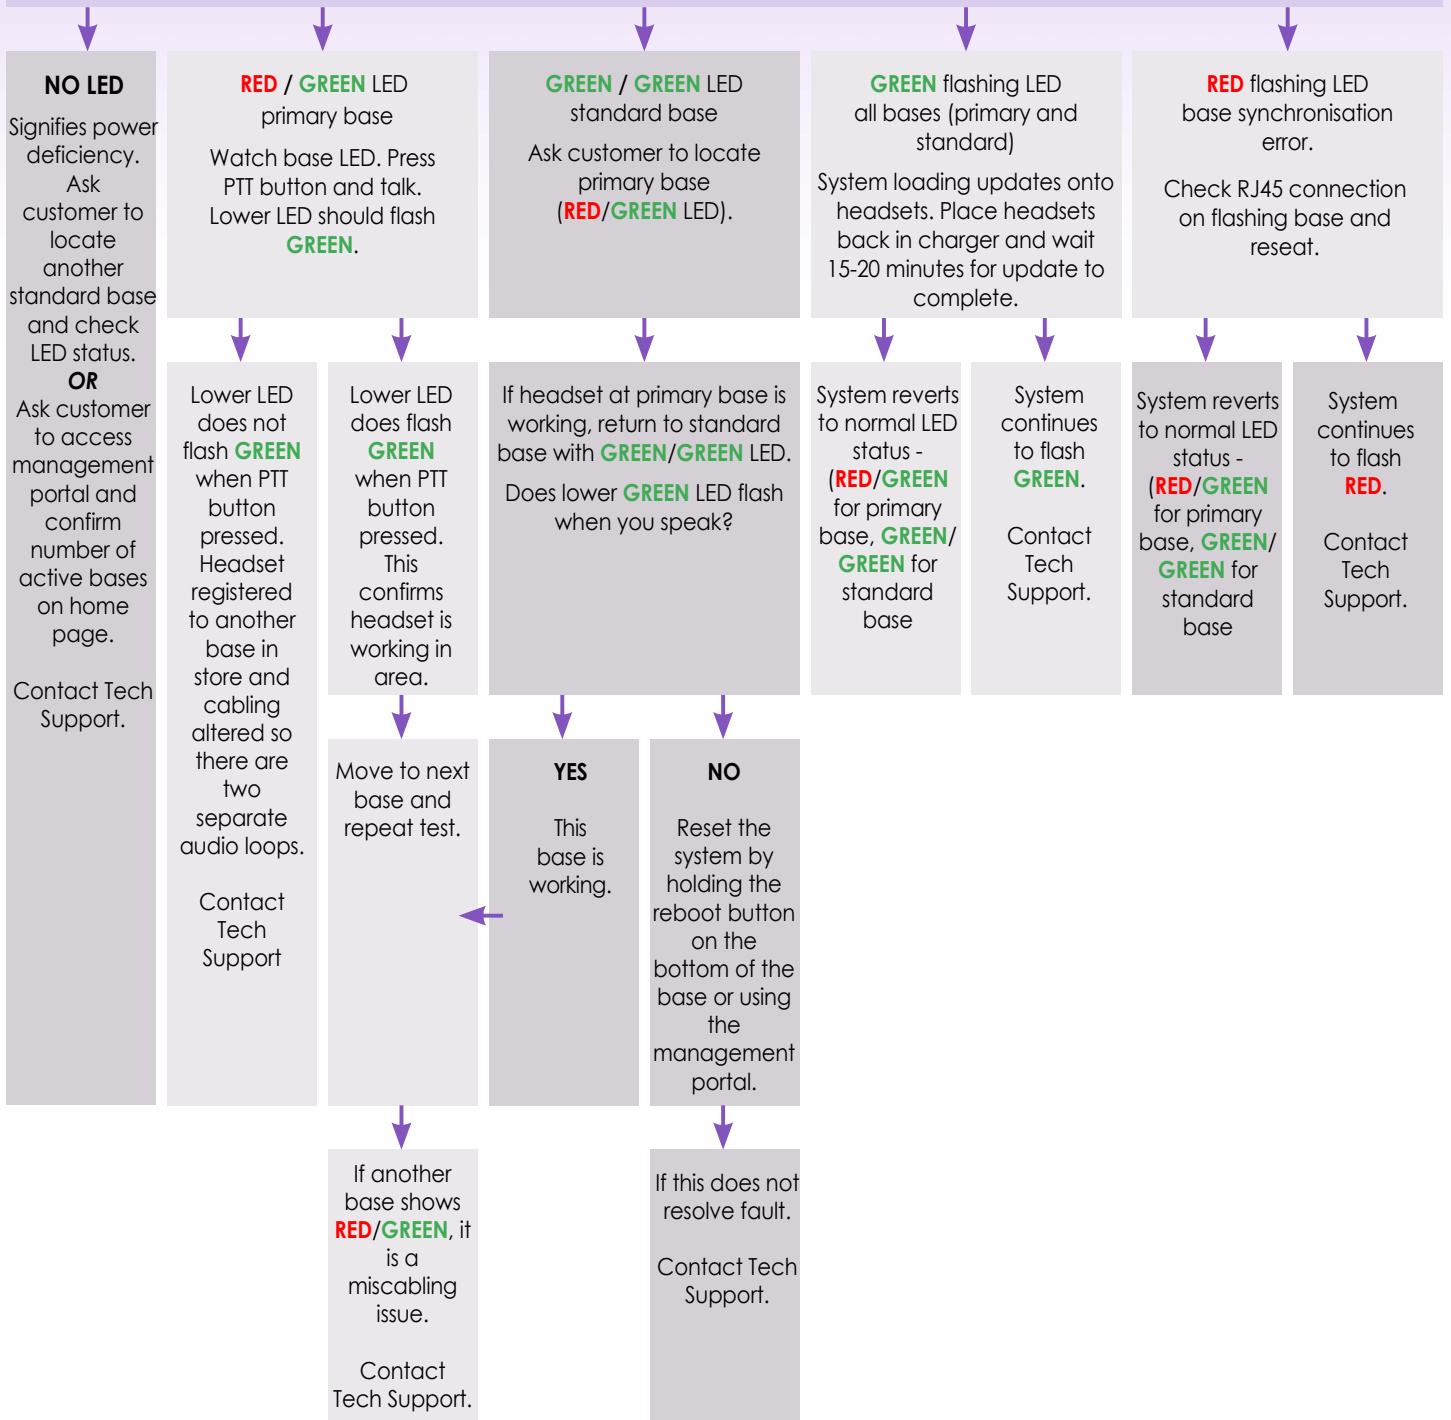 NO LED
Signifies power
deficiency.
Ask
customer to
locate
another
standard base
and check
LED status.
OR
Ask customer
to access
management
portal and
confirm
number of
active bases
on home
page.
Contact Tech
Support.
RED / GREEN LED
primary base
Watch base LED. Press
PTT button and talk.
Lower LED should flash
GREEN.
Lower LED
does not
flash GREEN
when PTT
button
pressed.
Headset
registered
to another
base in
store and
cabling
altered so
there are
two
separate
audio loops.
Contact
Tech
Support
Lower LED
does flash
GREEN
when PTT
button
pressed.
This
confirms
headset is
working in
area.
Move to next
base and
repeat test.
If another
base shows
RED/GREEN, it
is a
miscabling
issue.
Contact
Tech Support.
GREEN / GREEN LED
standard base
Ask customer to locate
primary base
(RED/GREEN LED).
If headset at primary base is
working, return to standard
base with GREEN/GREEN LED.
Does lower GREEN LED flash
when you speak?
YES
This
base is
working.
NO
Reset the
system by
holding the
reboot button
on the
bottom of the
base or using
the
management
portal.
If this does not
resolve fault.
Contact Tech
Support.
GREEN flashing LED
all bases (primary and
standard)
System loading updates onto
headsets. Place headsets
back in charger and wait
15-20 minutes for update to
complete.
System reverts
to normal LED
status -
(RED/GREEN
for primary
base, GREEN/
GREEN for
standard
base
System
continues
to flash
GREEN.
Contact
Tech
Support.
RED flashing LED
base synchronisation
error.
Check RJ45 connection
on flashing base and
reseat.
System reverts
to normal LED
status -
(RED/GREEN
for primary
base, GREEN/
GREEN for
standard
base
System
continues
to flash
RED.
Contact
Tech
Support.